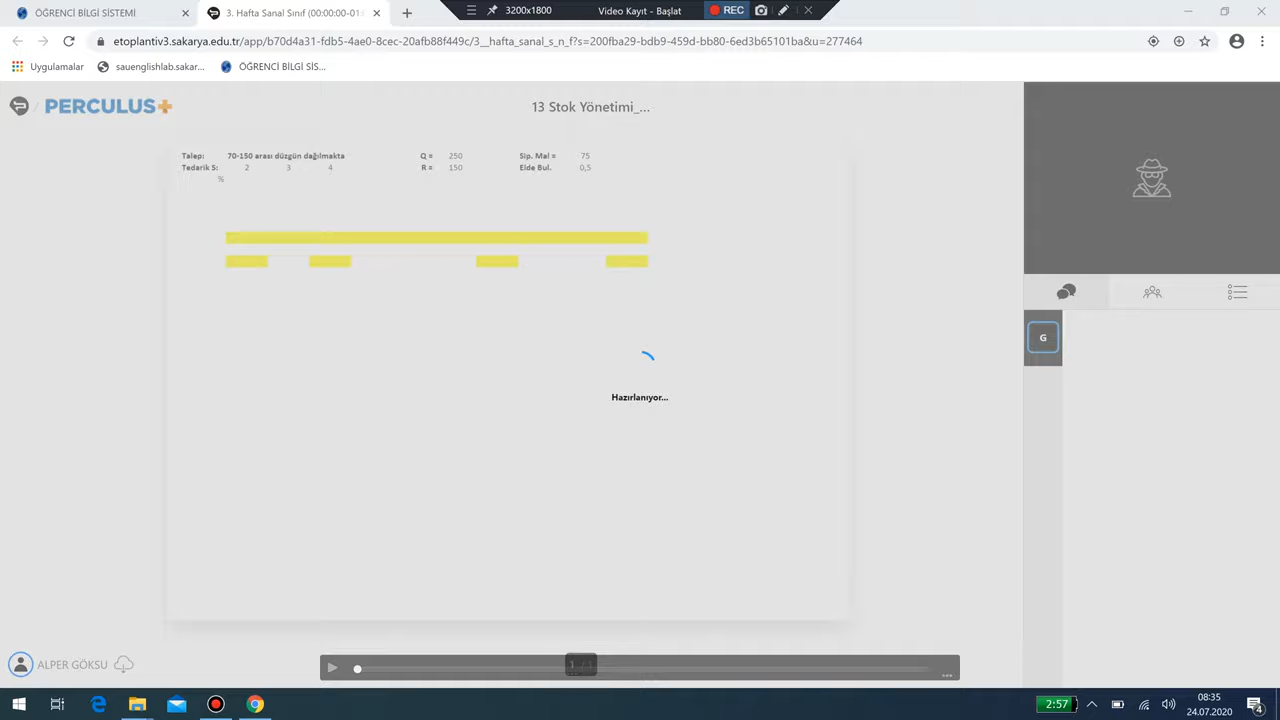 ÖĞRENCİ BİLGİ SİSTEMİ
3. Hafta Sanal Sınıf (00:00:00-01:
3200x1800
Video Kayıt - Başlat
REC
etoplantiv3.sakarya.edu.tr/app/b70d4a31-fdb5-4ae0-8cec-20afb88f449c/3__hafta_sanal_s_n_f?s=200fba29-bdb9-459d-bb80-6ed3b65101ba&u=277464
Uygulamalar
sauenglishlab.sakar...
ÖĞRENCİ BİLGİ SİS...
/ PERCULUS+
13 Stok Yönetimi_...
Talep: 70-150 arası düzgün dağılmakta Q = 250 Sip. Mal = 75
Tedarik S: 2 3 4 R = 150 Elde Bul. 0,5
%
G
Hazırlanıyor...
ALPER GÖKSU
1 / 1
2:57
08:35
24.07.2020
4